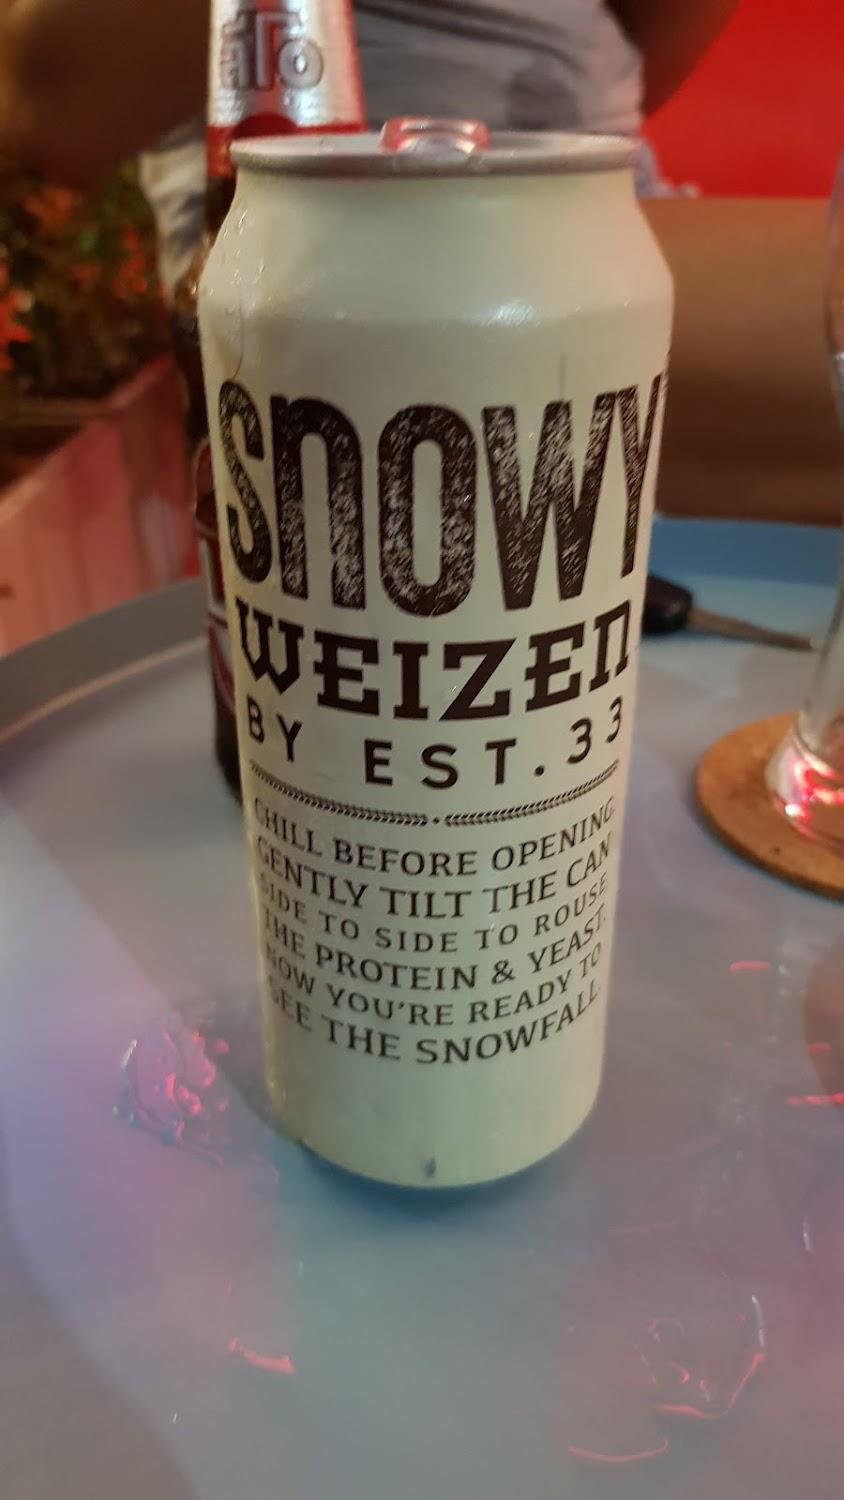 SNOWY
WEIZEN
BY EST.33
CHILL BEFORE OPENING.
GENTLY TILT THE CAN
SIDE TO SIDE TO ROUSE
THE PROTEIN & YEAST.
NOW YOU'RE READY TO
SEE THE SNOWFALL.